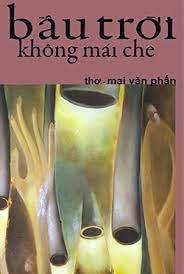 bầu trời
không mái che
thơ - mai văn phấn